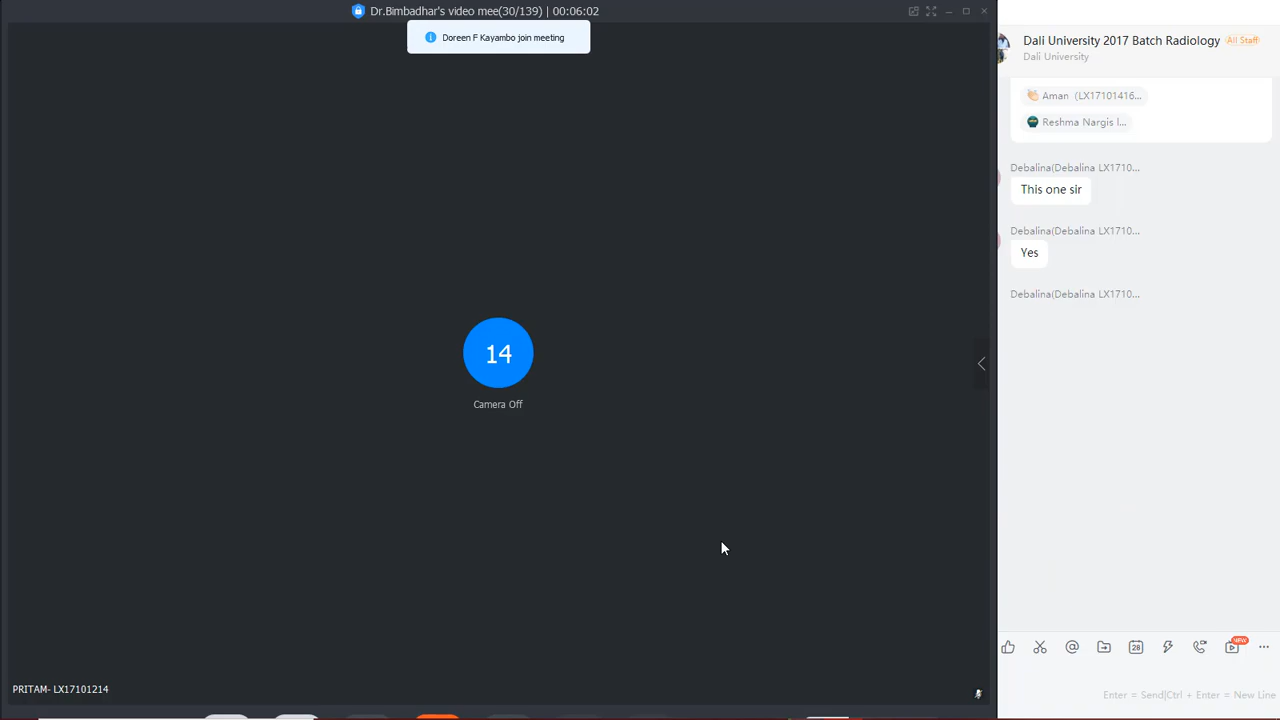 Dr.Bimbadhar's video mee(30/139) | 00:06:02
Doreen F Kayambo join meeting
14
Camera Off
PRITAM- LX17101214
Dali University 2017 Batch Radiology All Staff
Dali University
Aman（LX17101416...
Reshma Nargis l...
Debalina(Debalina LX1710...
This one sir
Debalina(Debalina LX1710...
Yes
Debalina(Debalina LX1710...
28
NEW
Enter = Send|Ctrl + Enter = New Line